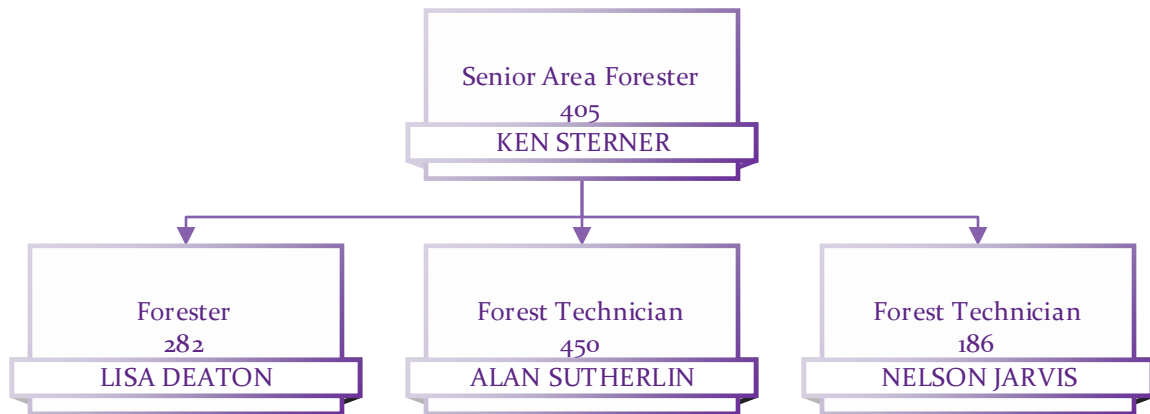 Senior Area Forester
405
KEN STERNER
Forester
282
LISA DEATON
Forest Technician
450
ALAN SUTHERLIN
Forest Technician
186
NELSON JARVIS